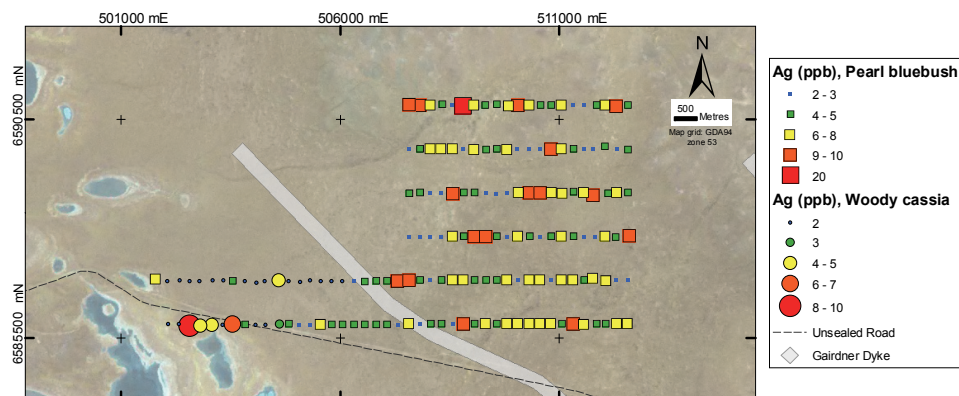 501000 mE
506000 mE
511000 mE
6590500 mN
6585500 mN
N
500
Metres
Map grid: GDA94
zone 53
Ag (ppb), Pearl bluebush
2 - 3
4 - 5
6 - 8
9 - 10
20
Ag (ppb), Woody cassia
2
3
4 - 5
6 - 7
8 - 10
Unsealed Road
Gairdner Dyke